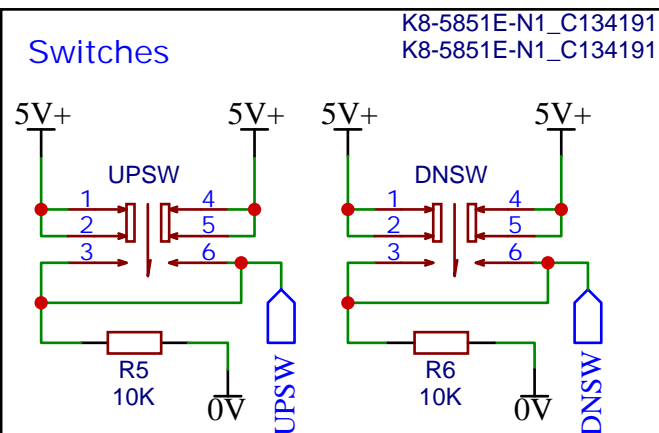 K8-5851E-N1_C134191
Switches
K8-5851E-N1_C134191
5V+ 5V+ 5V+ 5V+
UPSW DNSW
1 4 1 4
2 5 2 5
3 6 3 6
R5 R6
10K 0V 10K 0V
UPSW DNSW